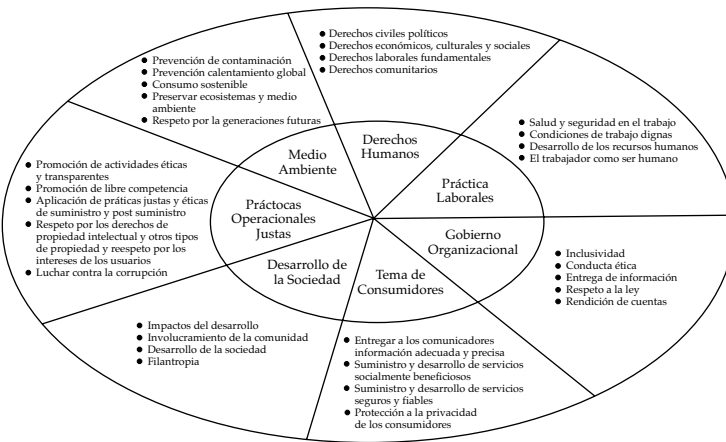 ● Derechos civiles políticos
● Derechos económicos, culturales y sociales
● Derechos laborales fundamentales
● Derechos comunitarios
● Prevención de contaminación
● Prevención calentamiento global
● Consumo sostenible
● Preservar ecosistemas y medio
ambiente
● Respeto por la generaciones futuras
● Salud y seguridad en el trabajo
● Condiciones de trabajo dignas
● Desarrollo de los recursos humanos
● El trabajador como ser humano
Derechos
Humanos
Medio
Ambiente
Práctica
Laborales
● Promoción de actividades éticas
y transparentes
● Promoción de libre competencia
● Aplicación de práticas justas y éticas
de suministro y post suministro
● Respeto por los derechos de
propiedad intelectual y otros tipos
de propiedad y reespeto por los
intereses de los usuarios
● Luchar contra la corrupción
Práctocas
Operacionales
Justas
Gobierno
Organizacional
Desarrollo de
la Sociedad
Tema de
Consumidores
● Inclusividad
● Conducta ética
● Entrega de información
● Respeto a la ley
● Rendición de cuentas
● Impactos del desarrollo
● Involucramiento de la comunidad
● Desarrollo de la sociedad
● Filantropia
● Entregar a los comunicadores
información adecuada y precisa
● Suministro y desarrollo de servicios
socialmente beneficiosos
● Suministro y desarrollo de servicios
seguros y fiables
● Protección a la privacidad
de los consumidores